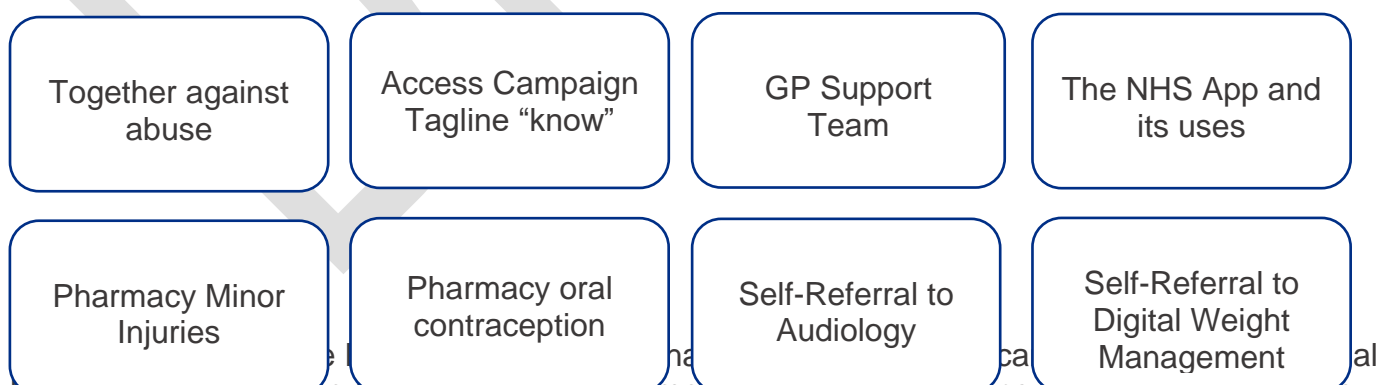 Together against
abuse
Access Campaign
Tagline “know”
GP Support
Team
The NHS App and
its uses
Pharmacy Minor
Injuries
Pharmacy oral
contraception
Self-Referral to
Audiology
Self-Referral to
Digital Weight
Management